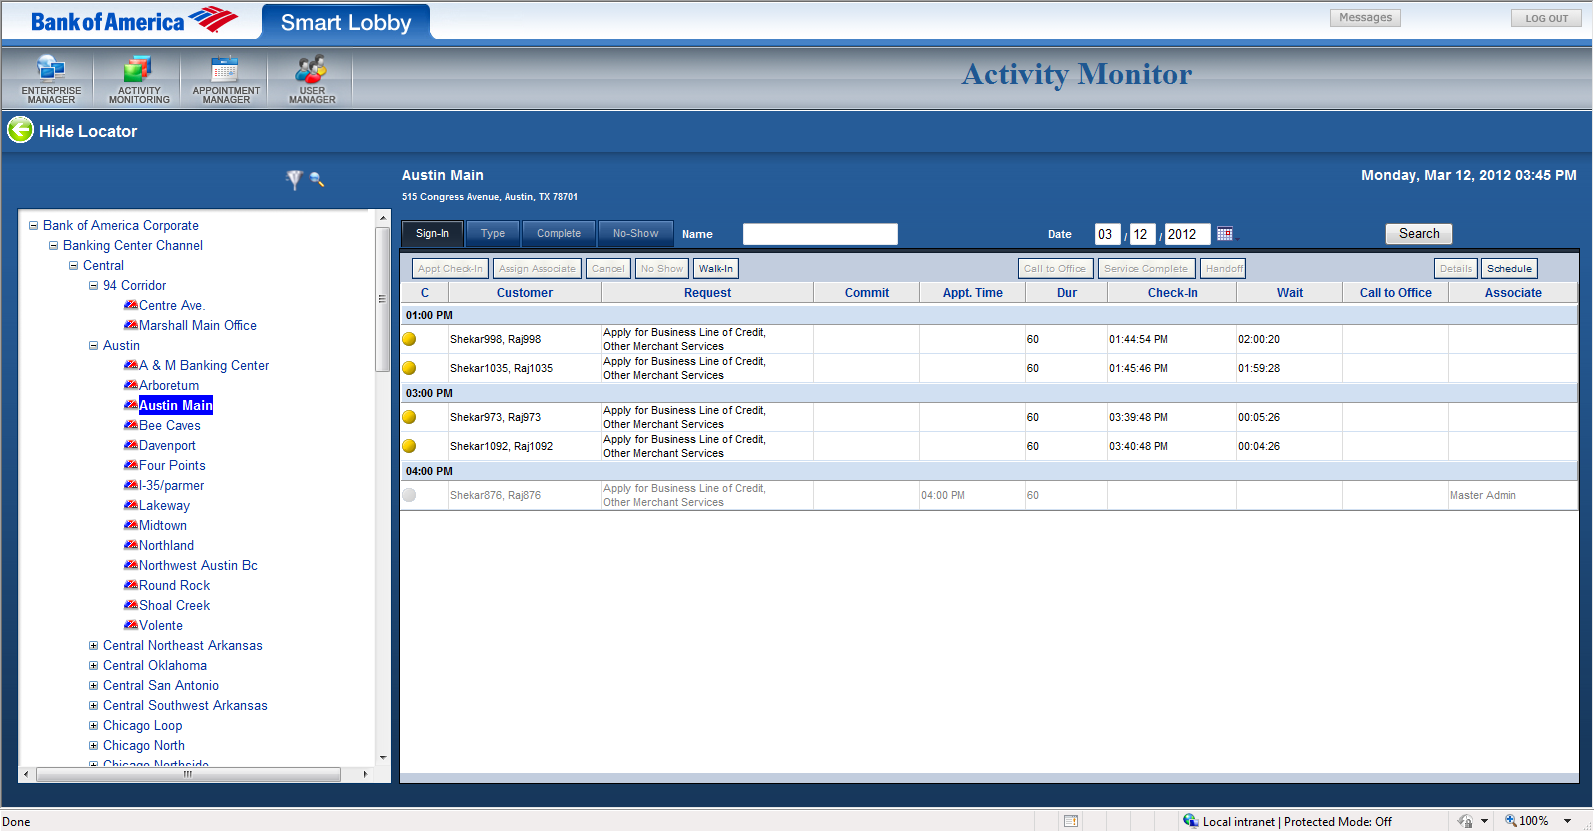 Bank of America Smart Lobby Messages LOG OUT
ENTERPRISE MANAGER
ACTIVITY MONITORING
APPOINTMENT MANAGER
USER MANAGER
Activity Monitor
Hide Locator
Bank of America Corporate
Banking Center Channel
Central
94 Corridor
Centre Ave.
Marshall Main Office
Austin
A & M Banking Center
Arboretum
Austin Main
Bee Caves
Davenport
Four Points
I-35/parmer
Lakeway
Midtown
Northland
Northwest Austin Bc
Round Rock
Shoal Creek
Volente
Central Northeast Arkansas
Central Oklahoma
Central San Antonio
Central Southwest Arkansas
Chicago Loop
Chicago North
Chicago Northside
Austin Main Monday, Mar 12, 2012 03:45 PM
515 Congress Avenue, Austin, TX 78701
Sign-In Type Complete No-Show Name Date 03 / 12 / 2012 Search
Appt Check-In Assign Associate Cancel No Show Walk-In Call to Office Service Complete Handoff Details Schedule
C Customer Request Commit Appt. Time Dur Check-In Wait Call to Office Associate
01:00 PM
Shekar998, Raj998 Apply for Business Line of Credit, 60 01:44:54 PM 02:00:20
Other Merchant Services
Shekar1035, Raj1035 Apply for Business Line of Credit, 60 01:45:46 PM 01:59:28
Other Merchant Services
03:00 PM
Shekar973, Raj973 Apply for Business Line of Credit, 60 03:39:48 PM 00:05:26
Other Merchant Services
Shekar1092, Raj1092 Apply for Business Line of Credit, 60 03:40:48 PM 00:04:26
Other Merchant Services
04:00 PM
Shekar876, Raj876 Apply for Business Line of Credit, 04:00 PM 60 Master Admin
Other Merchant Services
Done Local intranet | Protected Mode: Off 100%